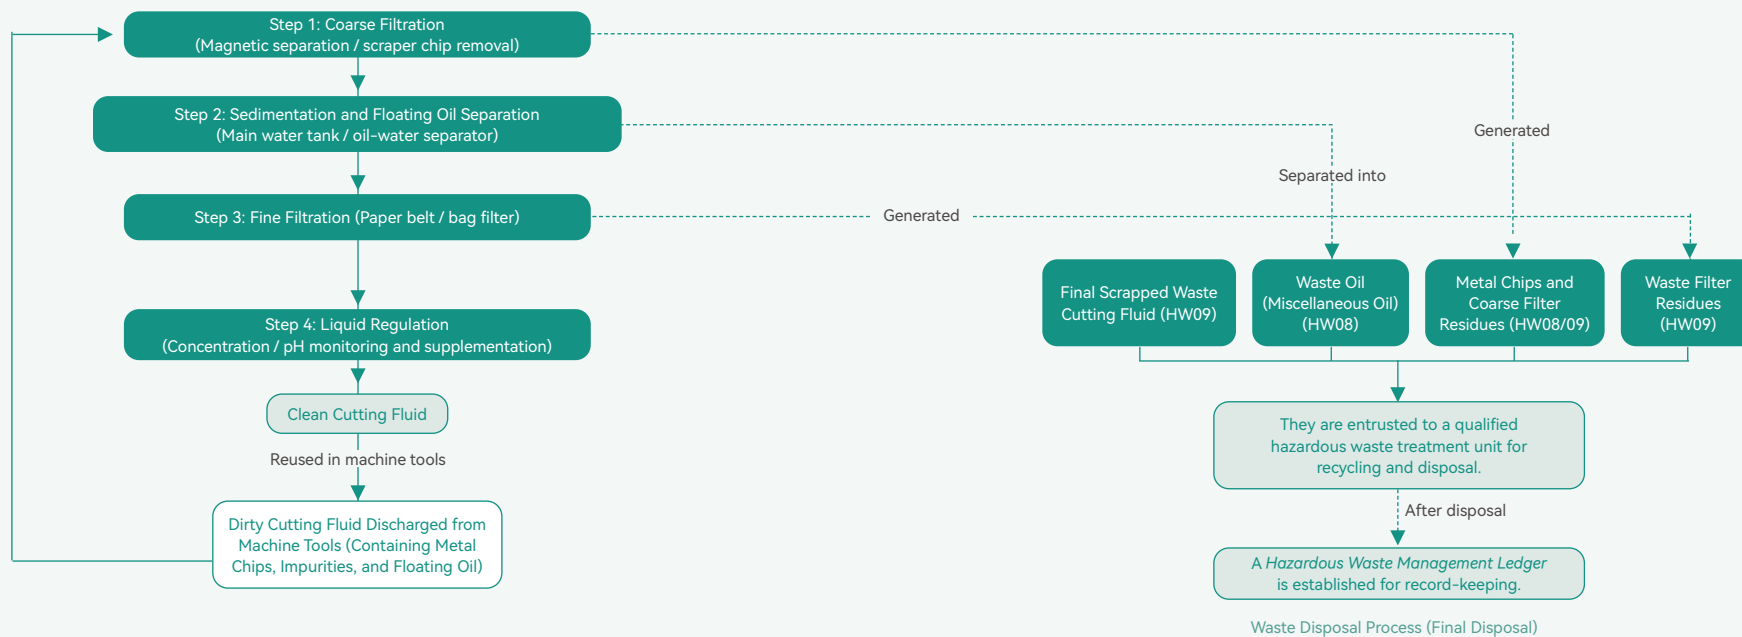 Step 1: Coarse Filtration
(Magnetic separation / scraper chip removal)
Step 2: Sedimentation and Floating Oil Separation
(Main water tank / oil-water separator)
Step 3: Fine Filtration (Paper belt / bag filter)
Step 4: Liquid Regulation
(Concentration / pH monitoring and supplementation)
Clean Cutting Fluid
Reused in machine tools
Dirty Cutting Fluid Discharged from
Machine Tools (Containing Metal
Chips, Impurities, and Floating Oil)
Generated
Separated into
Generated
Final Scrapped Waste
Cutting Fluid (HW09)
Waste Oil
(Miscellaneous Oil)
(HW08)
Metal Chips and
Coarse Filter
Residues (HW08/09)
Waste Filter
Residues
(HW09)
They are entrusted to a qualified
hazardous waste treatment unit for
recycling and disposal.
After disposal
A Hazardous Waste Management Ledger
is established for record-keeping.
Waste Disposal Process (Final Disposal)